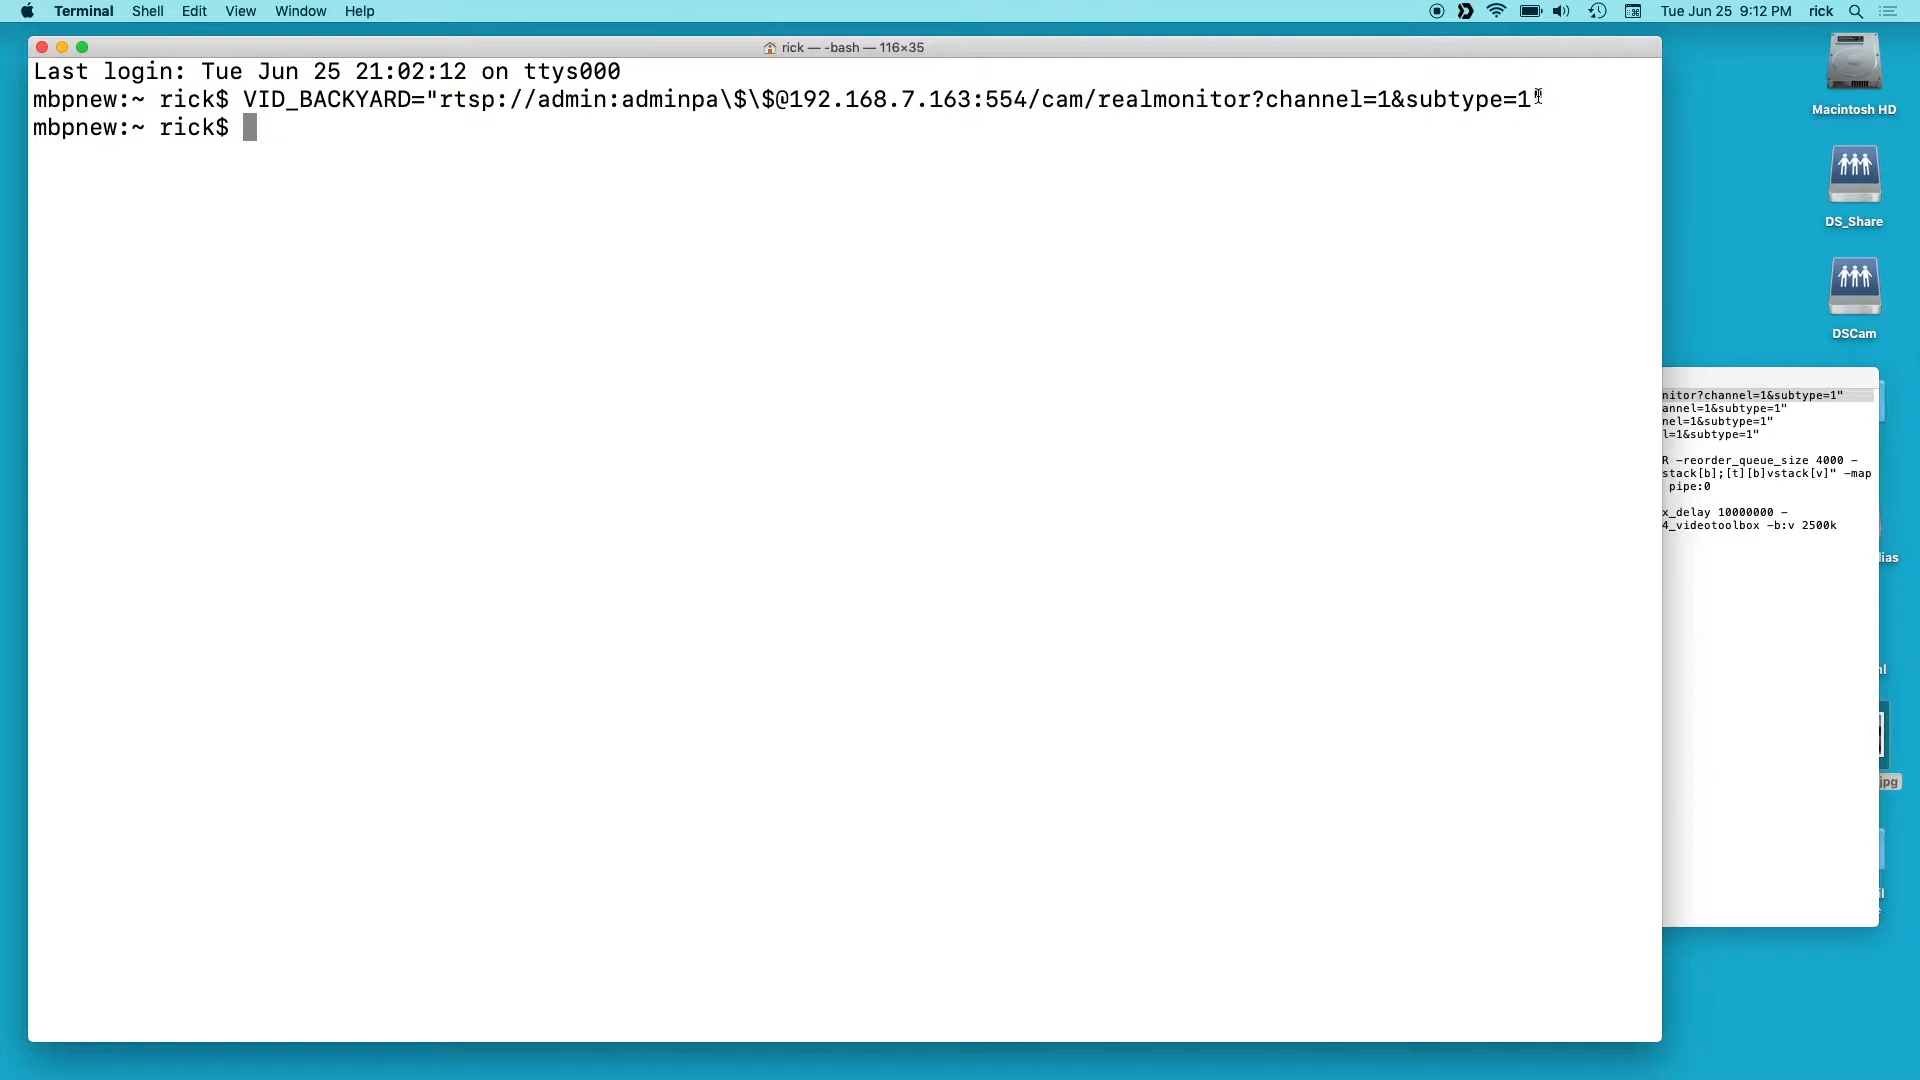 Terminal Shell Edit View Window Help
Tue Jun 25 9:12 PM rick
rick — -bash — 116×35
Last login: Tue Jun 25 21:02:12 on ttys000
mbpnew:~ rick$ VID_BACKYARD="rtsp://admin:adminpa\$\$@192.168.7.163:554/cam/realmonitor?channel=1&subtype=1"
mbpnew:~ rick$
Macintosh HD
DS_Share
DSCam
nitor?channel=1&subtype=1"
annel=1&subtype=1"
nel=1&subtype=1"
l=1&subtype=1"
R -reorder_queue_size 4000 -
stack[b];[t][b]vstack[v]" -map
pipe:0
x_delay 10000000 -
4_videotoolbox -b:v 2500k
lias
jpg